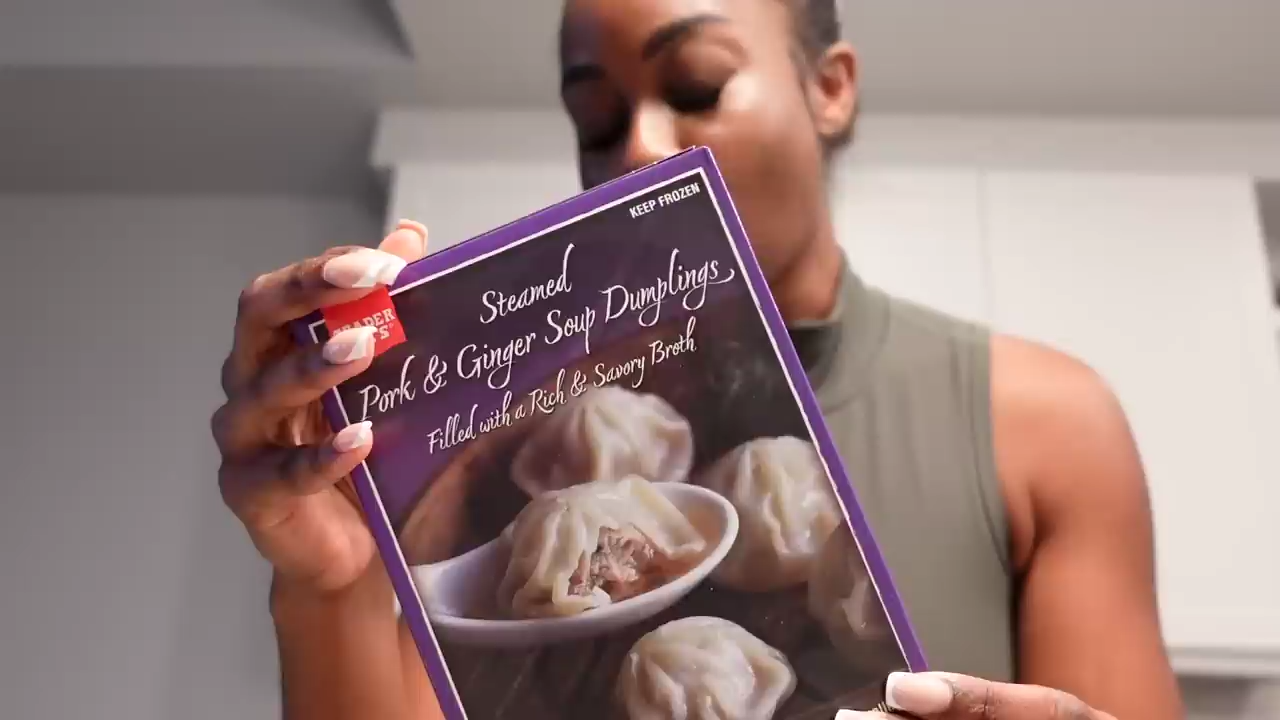 KEEP FROZEN
Steamed
Pork & Ginger Soup Dumplings
Filled with a Rich & Savory Broth